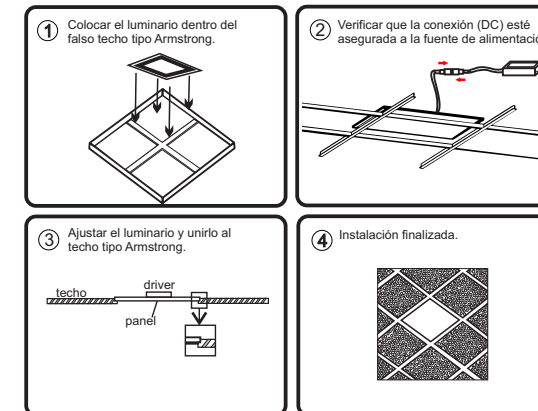 1 Colocar el luminario dentro del
falso techo tipo Armstrong.
2 Verificar que la conexión (DC) esté
asegurada a la fuente de
3 Ajustar el luminario y unirlo al
techo tipo Armstrong.
techo
driver
panel
4 Instalación finalizada.